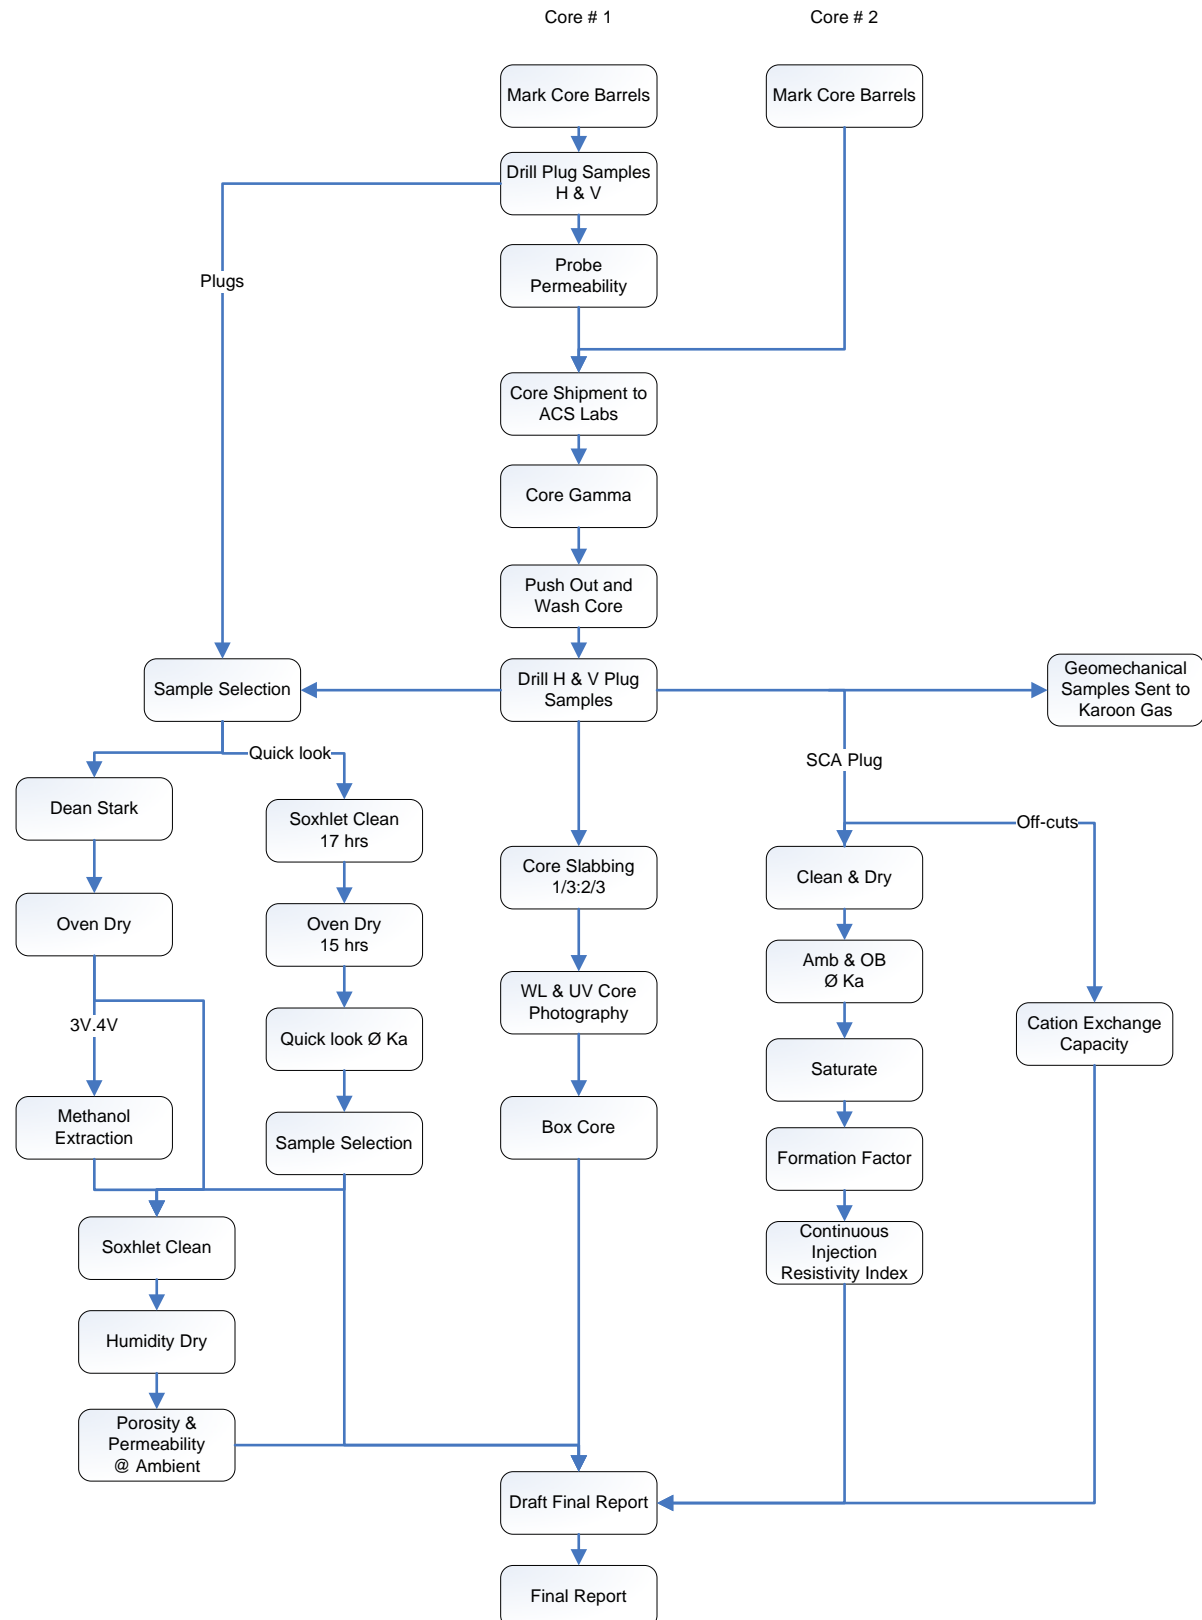 Core # 1
Core # 2
Mark Core Barrels
Mark Core Barrels
Drill Plug Samples
H & V
Plugs
Probe
Permeability
Core Shipment to
ACS Labs
Core Gamma
Push Out and
Wash Core
Sample Selection
Drill H & V Plug
Samples
Geomechanical
Samples Sent to
Karoon Gas
Quick look
SCA Plug
Dean Stark
Soxhlet Clean
17 hrs
Off-cuts
Core Slabbing
1/3:2/3
Clean & Dry
Oven Dry
Oven Dry
15 hrs
Amb & OB
Ø Ka
WL & UV Core
Photography
3V.4V
Quick look Ø Ka
Cation Exchange
Capacity
Saturate
Methanol
Extraction
Sample Selection
Box Core
Formation Factor
Soxhlet Clean
Continuous
Injection
Resistivity Index
Humidity Dry
Porosity &
Permeability
@ Ambient
Draft Final Report
Final Report